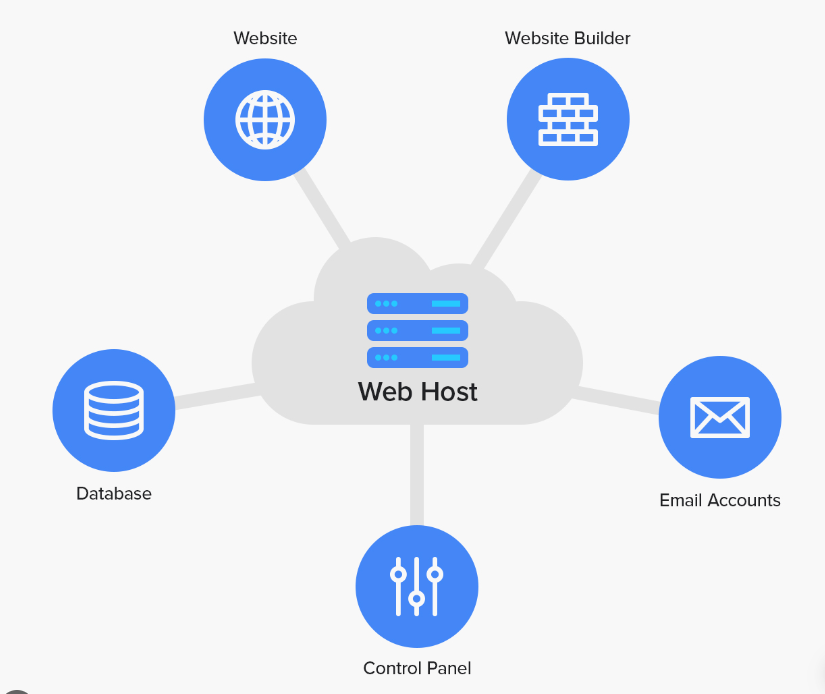 Website
Website Builder
Web Host
Database
Email Accounts
Control Panel